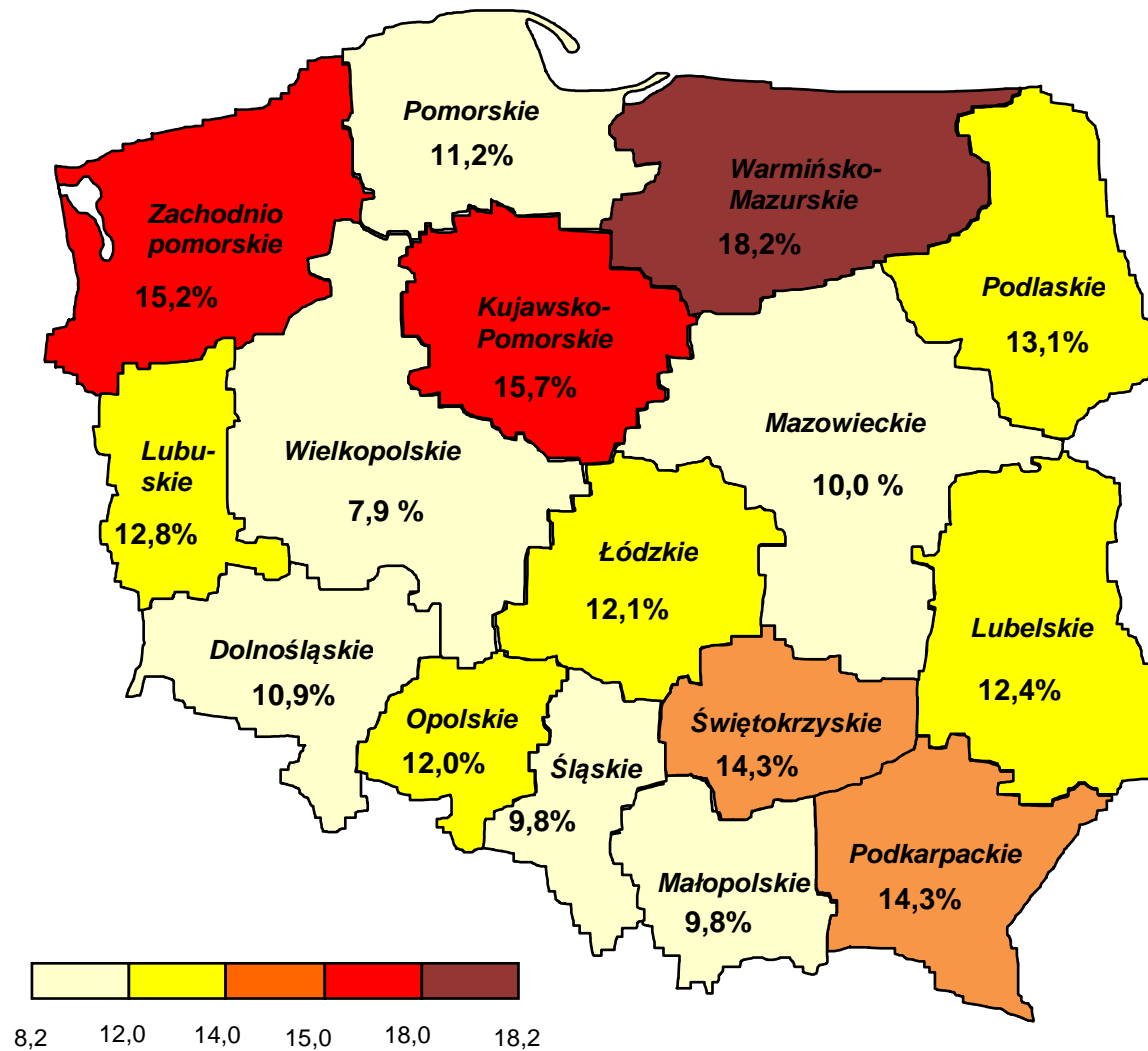 Pomorskie
11,2%
Warmińsko-
Mazurskie
18,2%
Zachodnio
pomorskie
15,2%
Podlaskie
13,1%
Kujawsko-
Pomorskie
15,7%
Mazowieckie
10,0 %
Lubu-
skie
12,8%
Wielkopolskie
7,9 %
Łódzkie
12,1%
Lubelskie
12,4%
Dolnośląskie
10,9%
Opolskie
12,0%
Śląskie
9,8%
Świętokrzyskie
14,3%
Małopolskie
9,8%
Podkarpackie
14,3%
8,2 12,0 14,0 15,0 18,0 18,2